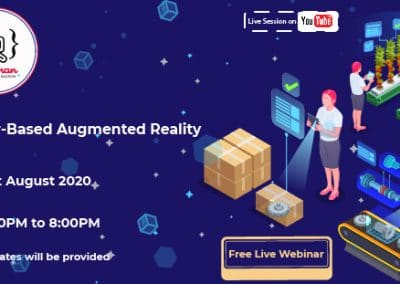 Live Session on YouTube
-Based Augmented Reality
August 2020
0PM to 8:00PM
ates will be provided
Free Live Webinar